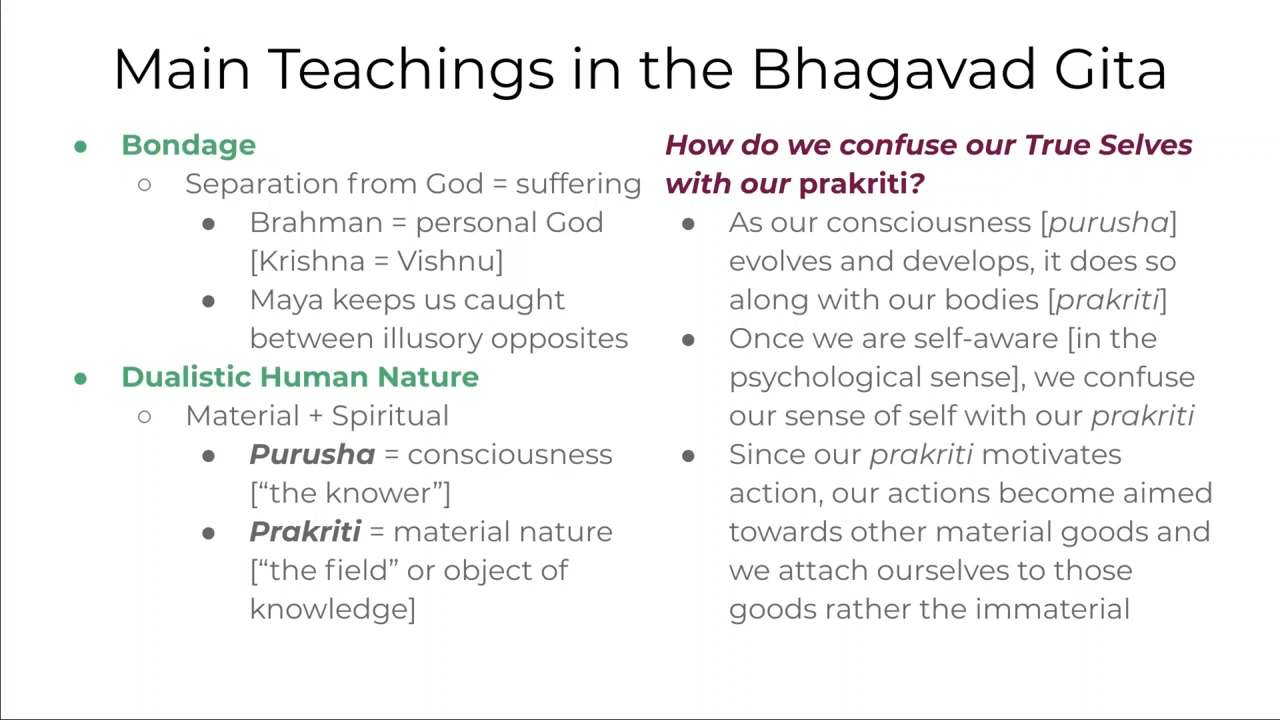 Main Teachings in the Bhagavad Gita
● Bondage
○ Separation from God = suffering
● Brahman = personal God
[Krishna = Vishnu]
● Maya keeps us caught
between illusory opposites
● Dualistic Human Nature
○ Material + Spiritual
● Purusha = consciousness
[“the knower”]
● Prakriti = material nature
[“the field” or object of
knowledge]
How do we confuse our True Selves
with our prakriti?
● As our consciousness [purusha]
evolves and develops, it does so
along with our bodies [prakriti]
● Once we are self-aware [in the
psychological sense], we confuse
our sense of self with our prakriti
● Since our prakriti motivates
action, our actions become aimed
towards other material goods and
we attach ourselves to those
goods rather the immaterial